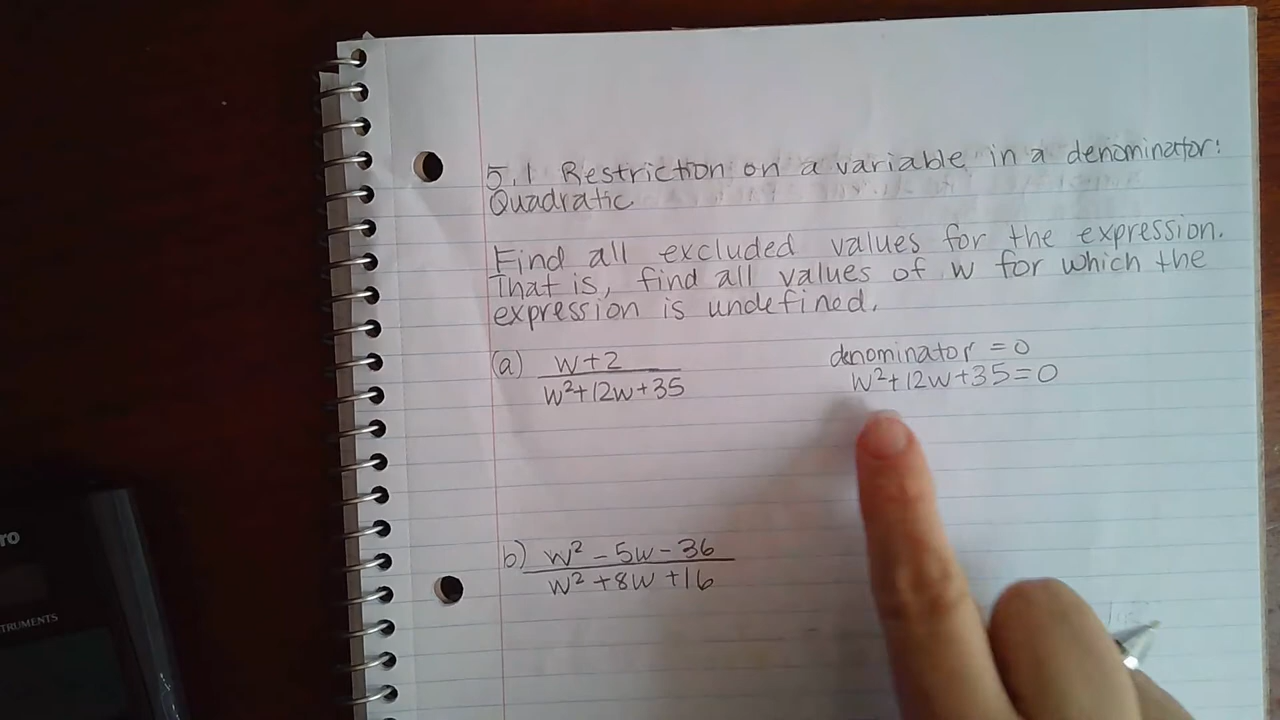 5.1 Restriction on a variable in a denominator:
Quadratic
Find all excluded values for the expression.
That is, find all values of w for which the
expression is undefined.
(a) w+2
w²+12w+35
denominator = 0
w²+12w+35=0
b) w² - 5w - 36
w² + 8w + 16
ro
TRUMENTS